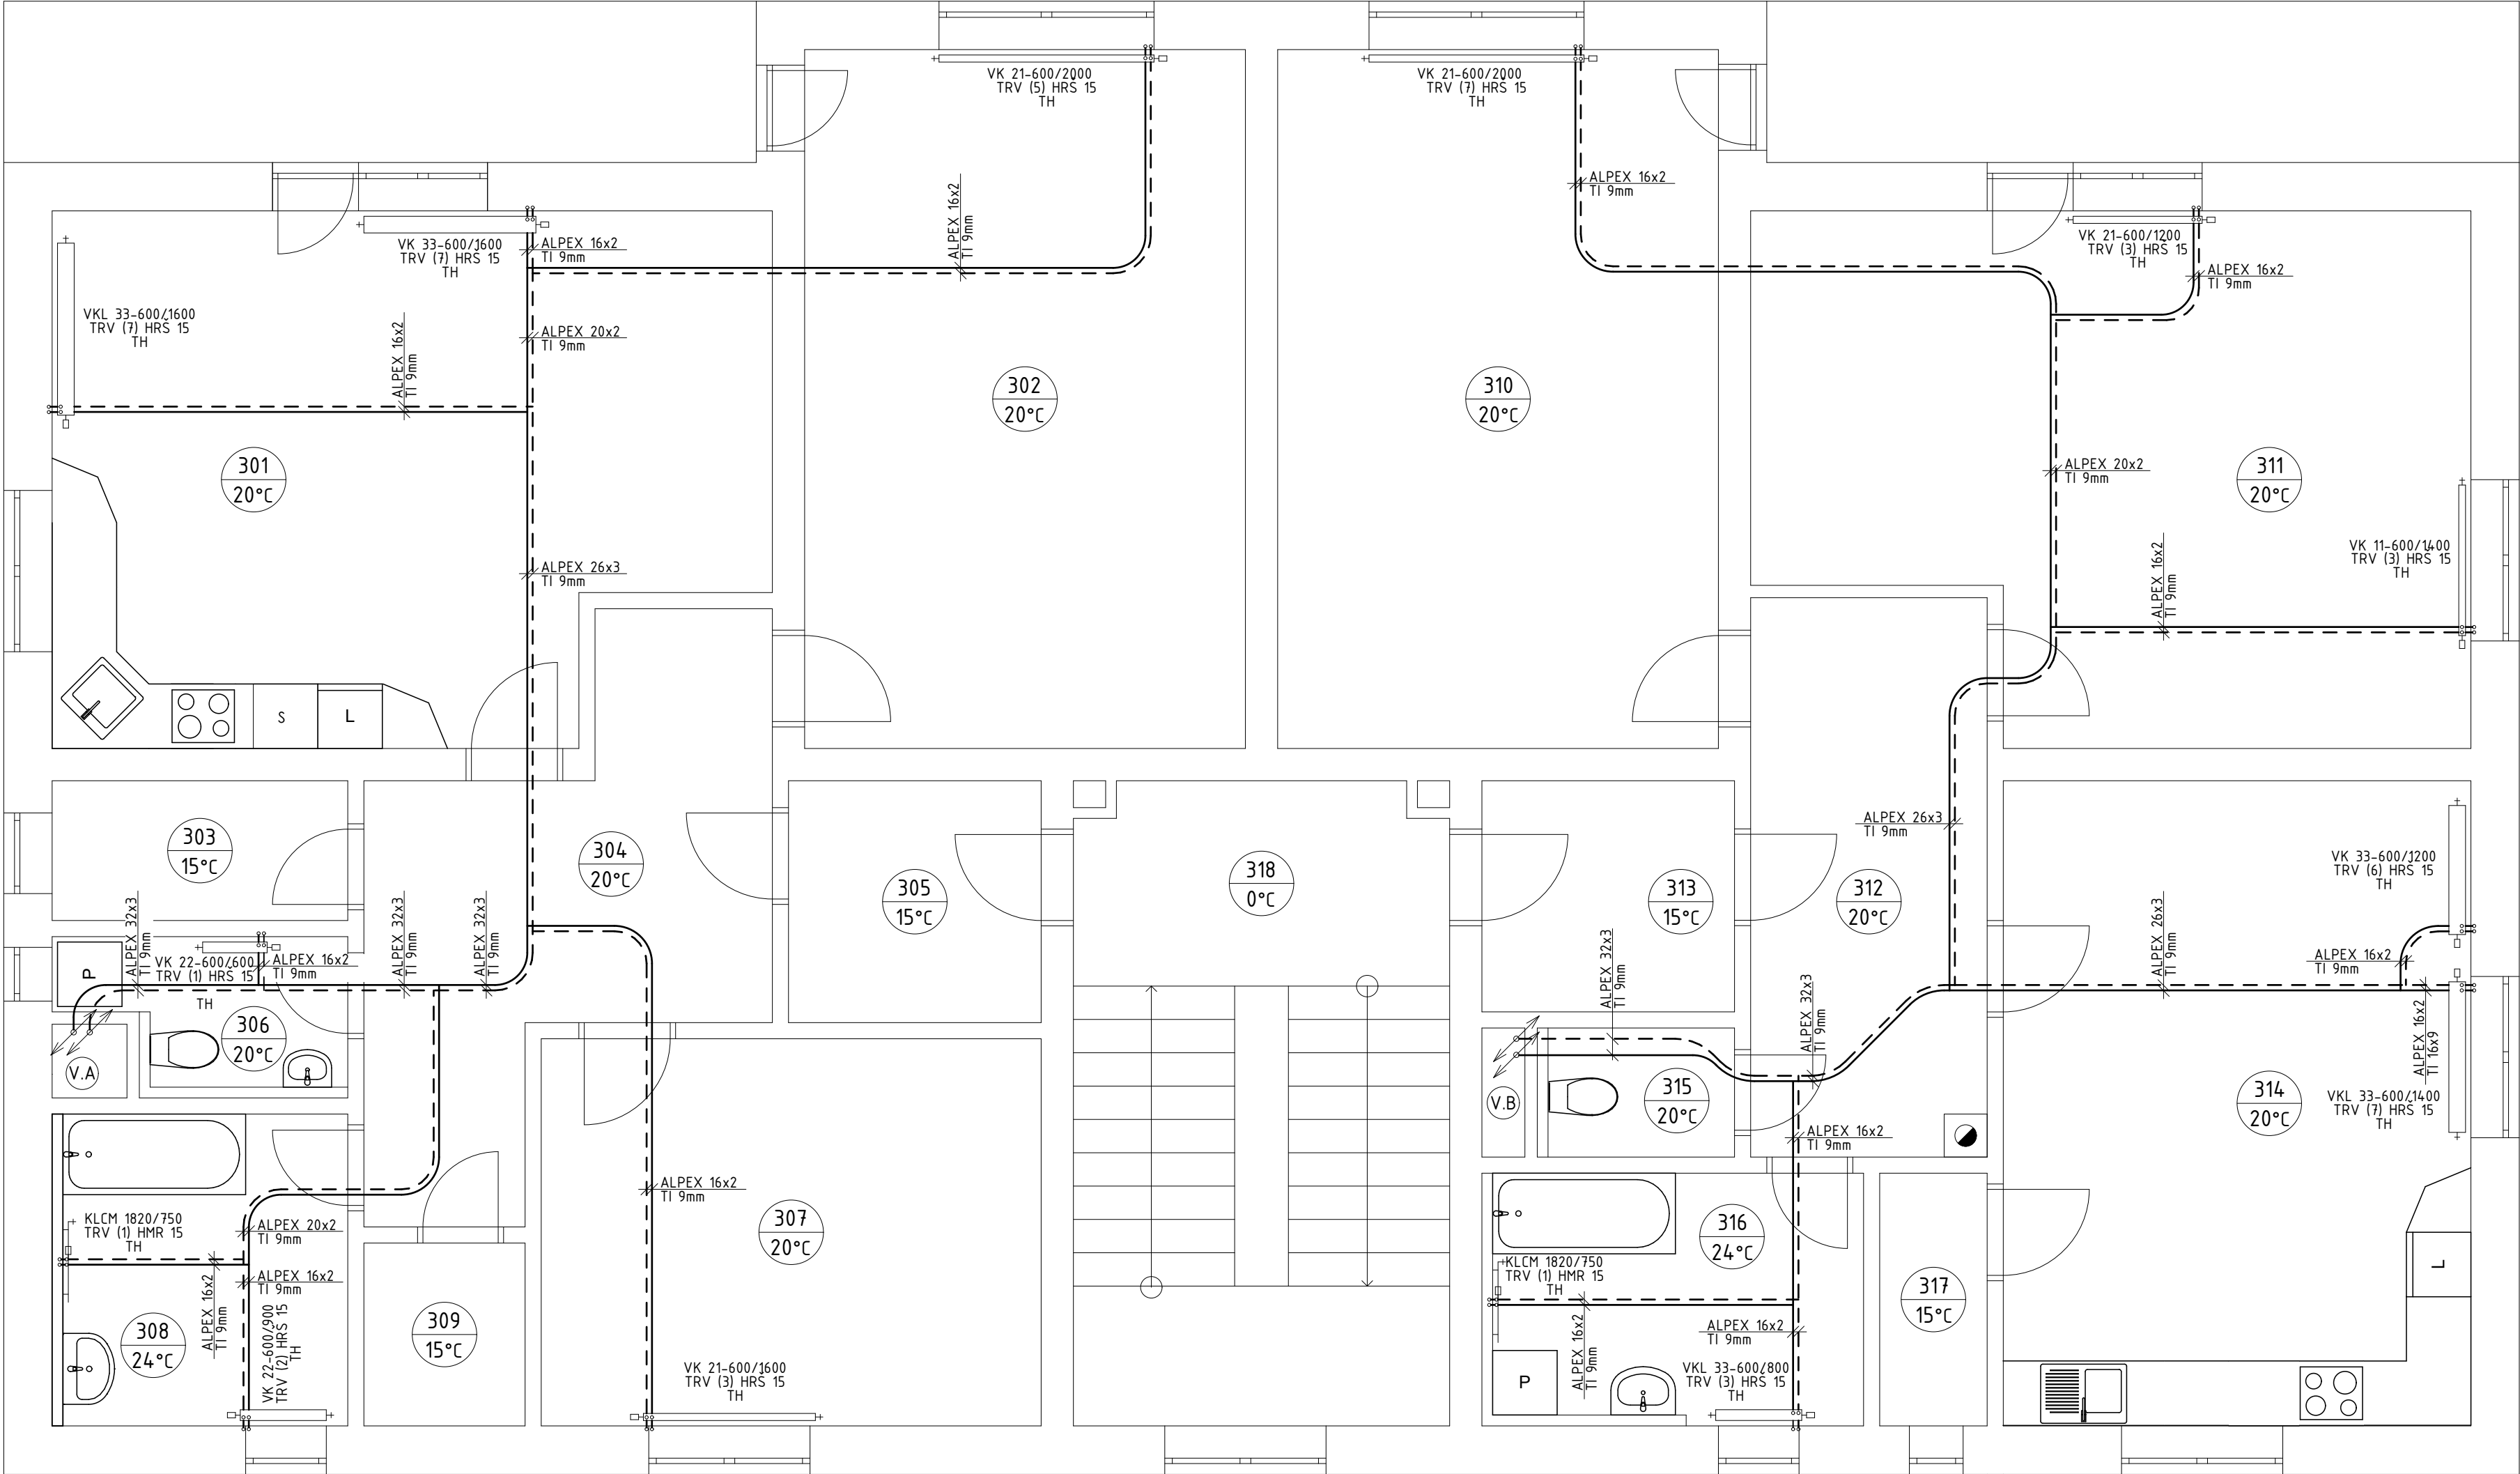 VK 21-600/2000
TRV (5) HRŠ 15
TH
VK 21-600/2000
TRV (7) HRŠ 15
TH
ALPEX 16x2
TI 9mm
ALPEX 16x2
TI 9mm
VK 33-600/1600
TRV (7) HRŠ 15
TH
ALPEX 16x2
TI 9mm
VK 21-600/1200
TRV (3) HRŠ 15
TH
ALPEX 16x2
TI 9mm
VKL 33-600/1600
TRV (7) HRŠ 15
TH
ALPEX 16x2
TI 9mm
ALPEX 20x2
TI 9mm
302
20°C
310
20°C
301
20°C
ALPEX 20x2
TI 9mm
311
20°C
ALPEX 26x3
TI 9mm
ALPEX 16x2
TI 9mm
VK 11-600/1400
TRV (3) HRŠ 15
TH
S
L
303
15°C
304
20°C
305
15°C
318
0°C
313
15°C
312
20°C
ALPEX 26x3
TI 9mm
VK 33-600/1200
TRV (6) HRŠ 15
TH
ALPEX 32x3
TI 9mm
ALPEX 32x3
TI 9mm
ALPEX 32x3
TI 9mm
P
VK 22-600/600
TRV (1) HRŠ 15
TH
ALPEX 16x2
TI 9mm
ALPEX 32x3
TI 9mm
ALPEX 32x3
TI 9mm
ALPEX 26x3
TI 9mm
ALPEX 16x2
TI 9mm
ALPEX 16x2
TI 16x9
306
20°C
V.A
V.B
315
20°C
314
20°C
VKL 33-600/1400
TRV (7) HRŠ 15
TH
ALPEX 16x2
TI 9mm
ALPEX 16x2
TI 9mm
KLCM 1820/750
TRV (1) HMR 15
TH
ALPEX 20x2
TI 9mm
307
20°C
316
24°C
ALPEX 16x2
TI 9mm
ALPEX 16x2
TI 9mm
KLCM 1820/750
TRV (1) HMR 15
TH
L
317
15°C
308
24°C
VK 22-600/900
TRV (2) HRŠ 15
TH
309
15°C
ALPEX 16x2
TI 9mm
ALPEX 16x2
TI 9mm
VK 21-600/1600
TRV (3) HRŠ 15
TH
P
VKL 33-600/800
TRV (3) HRŠ 15
TH